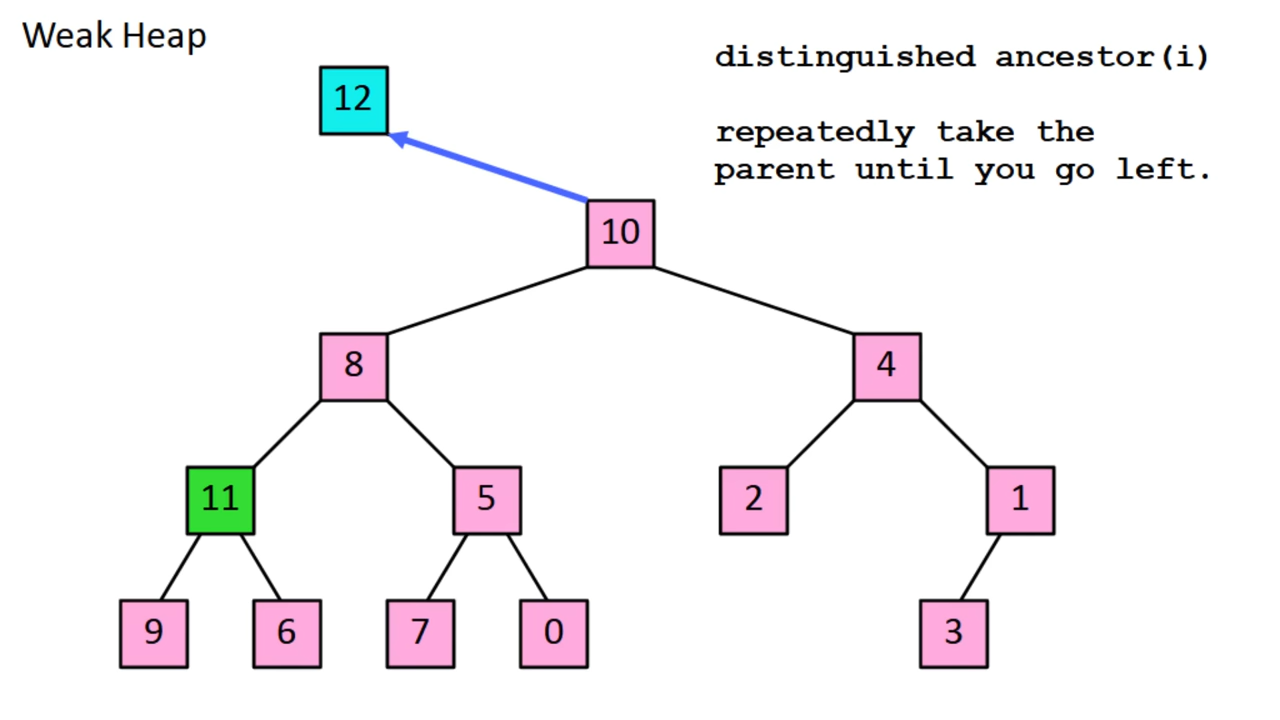 Weak Heap
distinguished ancestor(i)
repeatedly take the
parent until you go left.
12
10
8 4
11 5 2 1
9 6 7 0 3